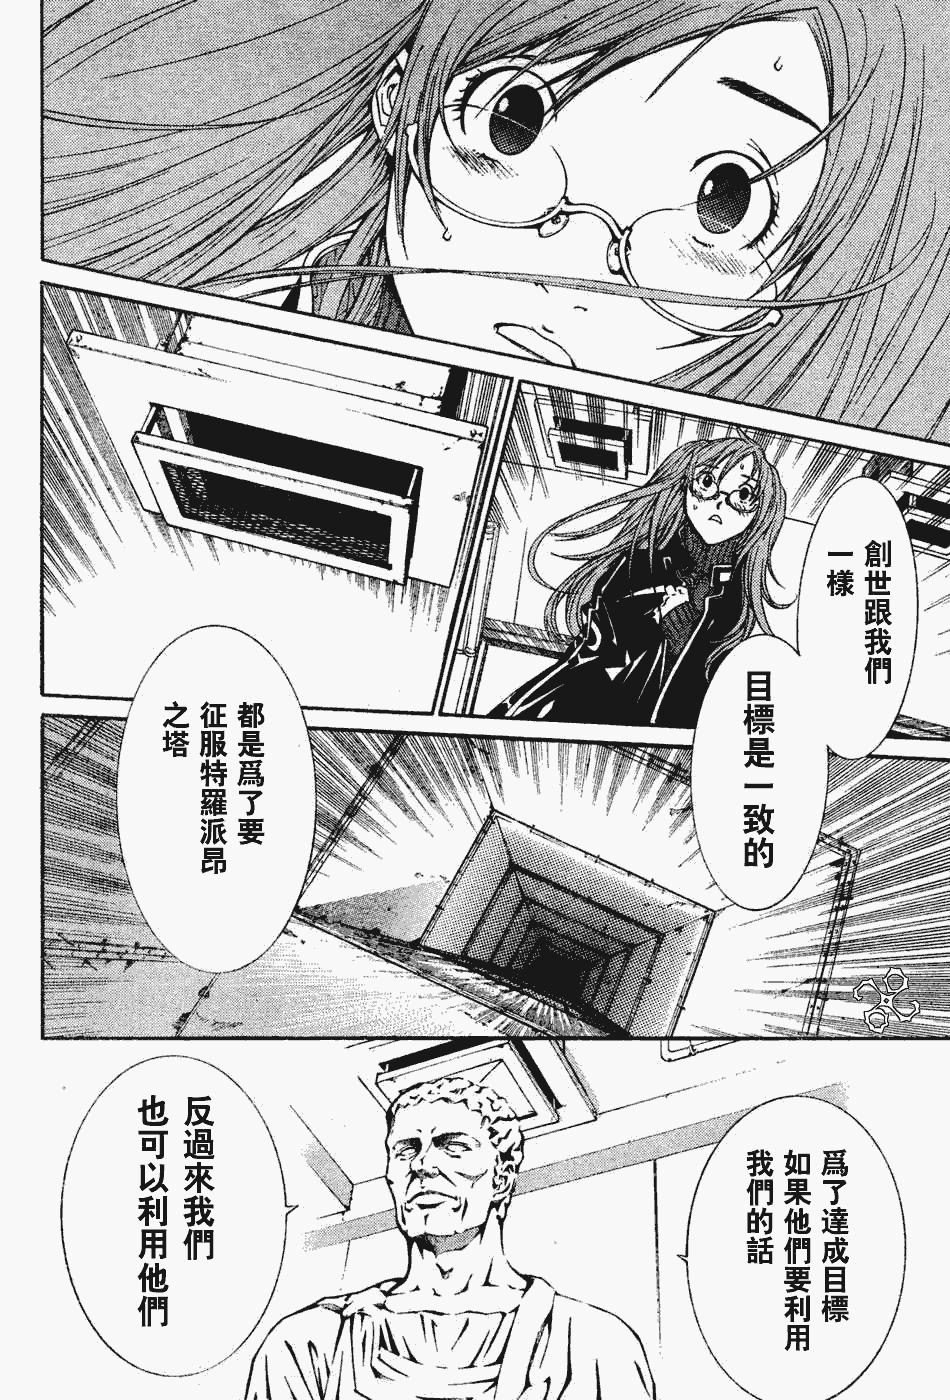 創世跟我們
一樣
目標是一致的
都是爲了要
征服特羅派昂
之塔
爲了達成目標
如果他們要利用
我們的話
反過來我們
也可以利用他們